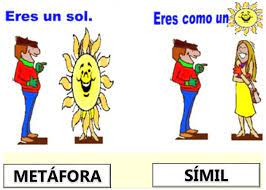 Eres un sol.
Eres como un
METÁFORA
SÍMIL